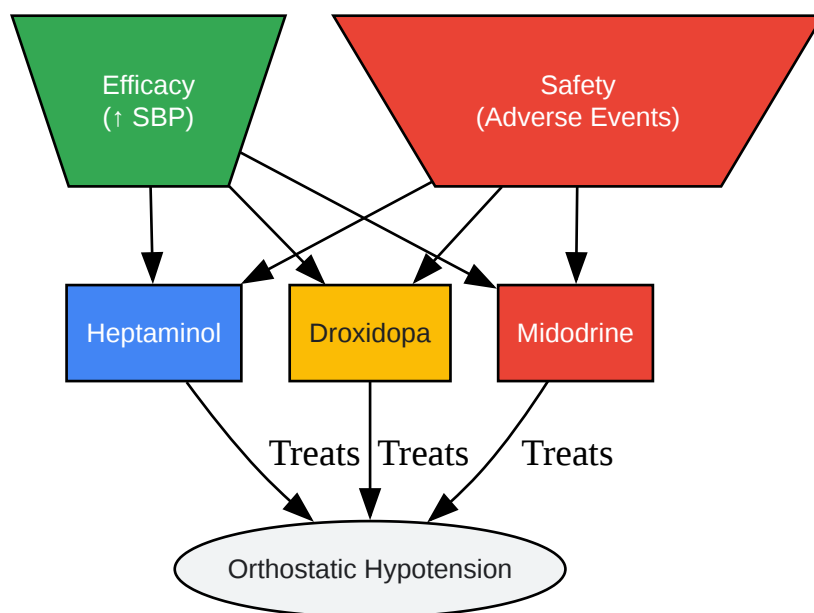 Efficacy
(↑ SBP)
Safety
(Adverse Events)
Heptaminol
Droxidopa
Midodrine
Treats
Treats
Treats
Orthostatic Hypotension